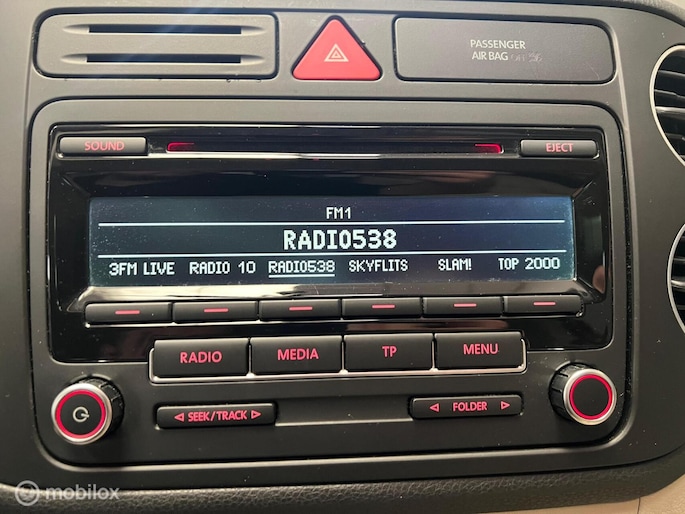 PASSENGER
AIR BAG OFF
SOUND
EJECT
FM1
RADIO538
3FM LIVE RADIO 10 RADIO538 SKYFLITS SLAM! TOP 2000
RADIO MEDIA TP MENU
◁ SEEK/TRACK ▷ ◁ FOLDER ▷
© mobilox